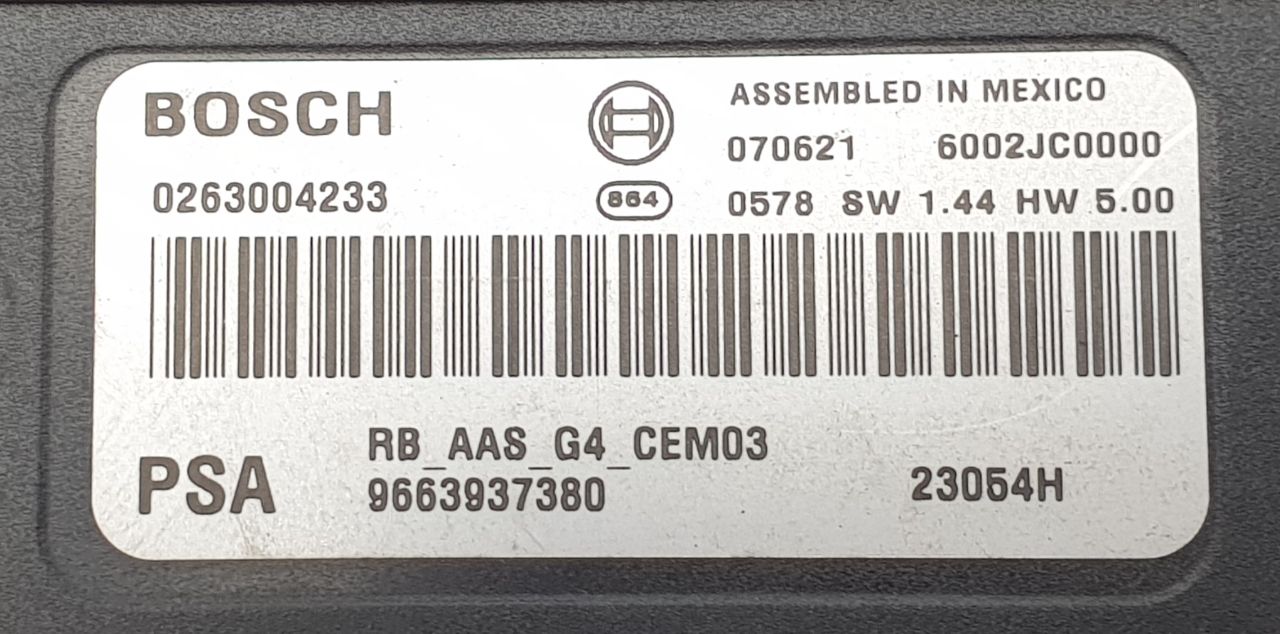 BOSCH
ASSEMBLED IN MEXICO
070621 6002JC0000
0263004233
864
0578 SW 1.44 HW 5.00
RB_AAS_G4_CEM03
PSA
9663937380
23054H